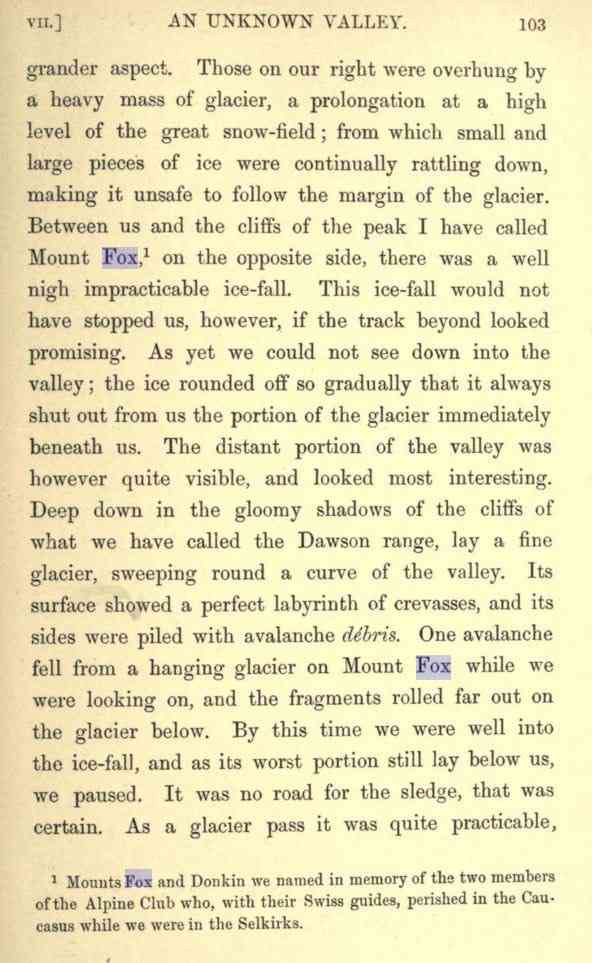 VII.] AN UNKNOWN VALLEY. 103
grander aspect. Those on our right were overhung by
a heavy mass of glacier, a prolongation at a high
level of the great snow-field; from which small and
large pieces of ice were continually rattling down,
making it unsafe to follow the margin of the glacier.
Between us and the cliffs of the peak I have called
Mount Fox,¹ on the opposite side, there was a well
nigh impracticable ice-fall. This ice-fall would not
have stopped us, however, if the track beyond looked
promising. As yet we could not see down into the
valley; the ice rounded off so gradually that it always
shut out from us the portion of the glacier immediately
beneath us. The distant portion of the valley was
however quite visible, and looked most interesting.
Deep down in the gloomy shadows of the cliffs of
what we have called the Dawson range, lay a fine
glacier, sweeping round a curve of the valley. Its
surface showed a perfect labyrinth of crevasses, and its
sides were piled with avalanche débris. One avalanche
fell from a hanging glacier on Mount Fox while we
were looking on, and the fragments rolled far out on
the glacier below. By this time we were well into
the ice-fall, and as its worst portion still lay below us,
we paused. It was no road for the sledge, that was
certain. As a glacier pass it was quite practicable,
¹ Mounts Fox and Donkin we named in memory of the two members
of the Alpine Club who, with their Swiss guides, perished in the Cau-
casus while we were in the Selkirks.